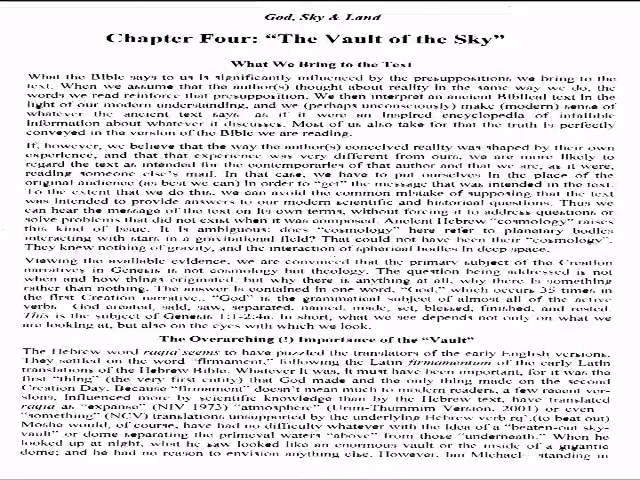 God, Sky & Land
Chapter Four: “The Vault of the Sky”
What We Bring to the Text
What the Bible says to us is significantly influenced by the presuppositions we bring to the
text. When we assume that the author(s) thought about reality in the same way we do, the
words we read reinforce that presupposition. We then interpret an ancient Biblical text in the
light of our modern understanding, and we (perhaps unconsciously) make (modern) sense of
whatever the ancient text says as if it were an inspired encyclopedia of infallible
information about whatever it discusses. Most of us also take for that the truth is perfectly
conveyed in the version of the Bible we are reading.
If, however, we believe that the way the author(s) conceived reality was shaped by their own
experience, and that that experience was very different from ours, we are more likely to
regard the text as intended for the contemporaries of that author and that we are, as it were,
reading someone else's mail. In that case, we have to put ourselves in the place of the
original audience (as best we can) in order to “get” the message that was intended in the text.
To the extent that we do this, we can avoid the common mistake of supposing that the text
was intended to provide answers to our modern scientific and historical questions. Thus we
can hear the message of the text on its own terms, without forcing it to address questions or
solve problems that did not exist when it was composed. Ancient Hebrew “cosmology” raises
this kind of issue. It is ambiguous: does “cosmology” here refer to planetary bodies
interacting with stars in a gravitational field? That could not have been their “cosmology”.
They knew nothing of gravity, and the interaction of spherical bodies in deep space.
Viewing the available evidence, we are convinced that the primary subject of the Creation
narratives in Genesis is not cosmology but theology. The question being addressed is not
when and how things originated, but why there is anything at all, why there is something
rather than nothing. The answer is contained in one word, “God,” which occurs 35 times in
the first Creation narrative.. “God” is the grammatical subject of almost all of the active
verbs: God created, said, saw, separated, named, made, set, blessed, finished, and rested.
This is the subject of Genesis 1:1-2:4a. In short, what we see depends not only on what we
are looking at, but also on the eyes with which we look.
The Overarching (!) Importance of the “Vault”
The Hebrew word raqia' seems to have puzzled the translators of the early English versions.
They settled on the word “firmament,” following the Latin firmamentum of the early Latin
translations of the Hebrew Bible. Whatever it was, it must have been important, for it was the
first “thing” (the very first entity) that God made and the only thing made on the second
Creation Day. Because “firmament” doesn't mean much to modern readers, a few recent ver-
sions, influenced more by scientific knowledge than by the Hebrew text, have translated
raqia as “expanse” (NIV 1973) “atmosphere” (Urim-Thummim Version, 2001) or even
“something” (NCV) translations unsupported by the underlying Hebrew verb rq'.(to beat out)
Moshe would, of course, have had no difficulty whatever with the idea of a “beaten-out sky-
vault” or dome separating the primeval waters “above” from those “underneath.” When he
looked up at night, what he saw looked like an enormous vault or the inside of a gigantic
dome; and he had no reason to envision anything else. However, Ian Michael standing in